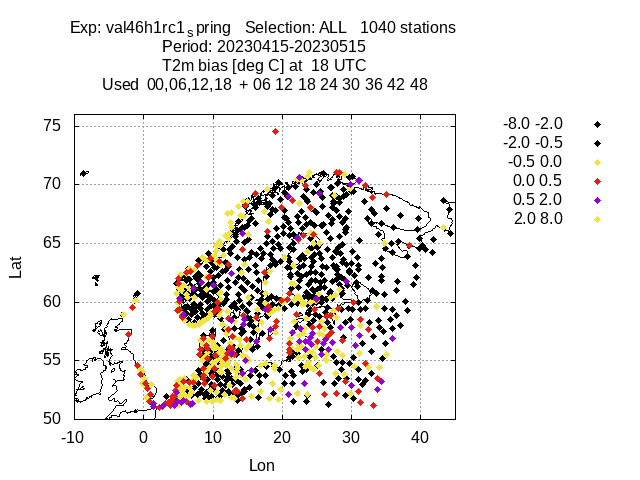 Exp: val46h1rc1spring   Selection: ALL   1040 stations
Period: 20230415-20230515
T2m bias [deg C] at  18 UTC
Used  00,06,12,18  + 06 12 18 24 30 36 42 48
-8.0 -2.0
-2.0 -0.5
-0.5 0.0
0.0 0.5
0.5 2.0
2.0 8.0
75
70
65
60
55
50
Lat
-10 0 10 20 30 40
Lon